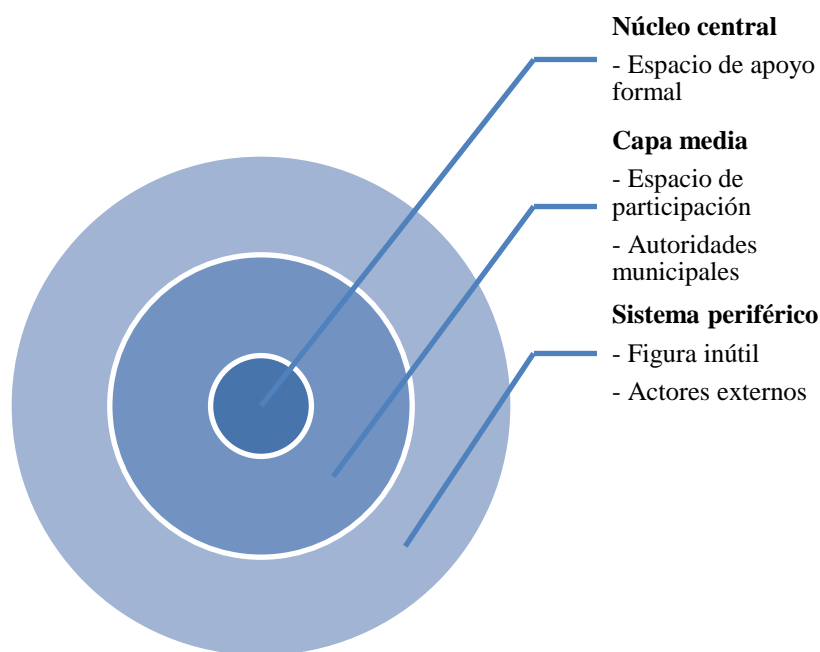 Núcleo central
- Espacio de apoyo
formal
Capa media
- Espacio de
participación
- Autoridades
municipales
Sistema periférico
- Figura inútil
- Actores externos